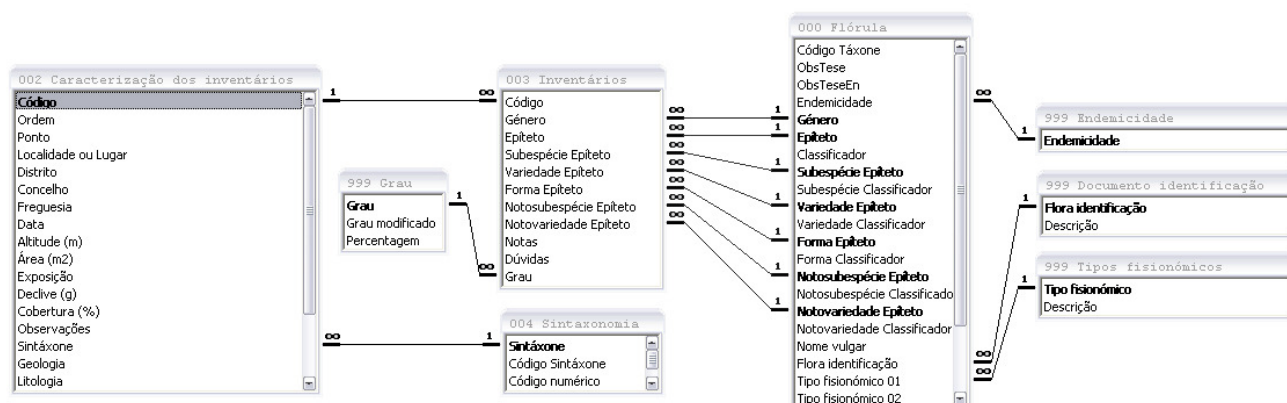 002 Caracterização dos inventários
Código
Ordem
Ponto
Localidade ou Lugar
Distrito
Concelho
Freguesia
Data
Altitude (m)
Área (m2)
Exposição
Declive (g)
Cobertura (%)
Observações
Sintáxone
Geologia
Litologia
1
∞
∞
1
999 Grau
Grau
Grau modificado
Percentagem
1
∞
003 Inventários
Código
Género
Epíteto
Subespécie Epíteto
Variedade Epíteto
Forma Epíteto
Notosubespécie Epíteto
Notovariedade Epíteto
Notas
Dúvidas
Grau
004 Sintaxonomia
Sintáxone
Código Sintáxone
Código numérico
∞ 1
∞ 1
∞ 1
∞ 1
∞ 1
∞ 1
∞ 1
000 Flórula
Código Táxone
ObsTese
ObsTeseEn
Endemicidade
Género
Epíteto
Classificador
Subespécie Epíteto
Subespécie Classificador
Variedade Epíteto
Variedade Classificador
Forma Epíteto
Forma Classificador
Notosubespécie Epíteto
Notosubespécie Classificado
Notovariedade Epíteto
Notovariedade Classificador
Nome vulgar
Flora identificação
Tipo fisionómico 01
Tipo fisionómico 02
∞
1
1
1
∞
∞
999 Endemicidade
Endemicidade
999 Documento identificação
Flora identificação
Descrição
999 Tipos fisionómicos
Tipo fisionómico
Descrição